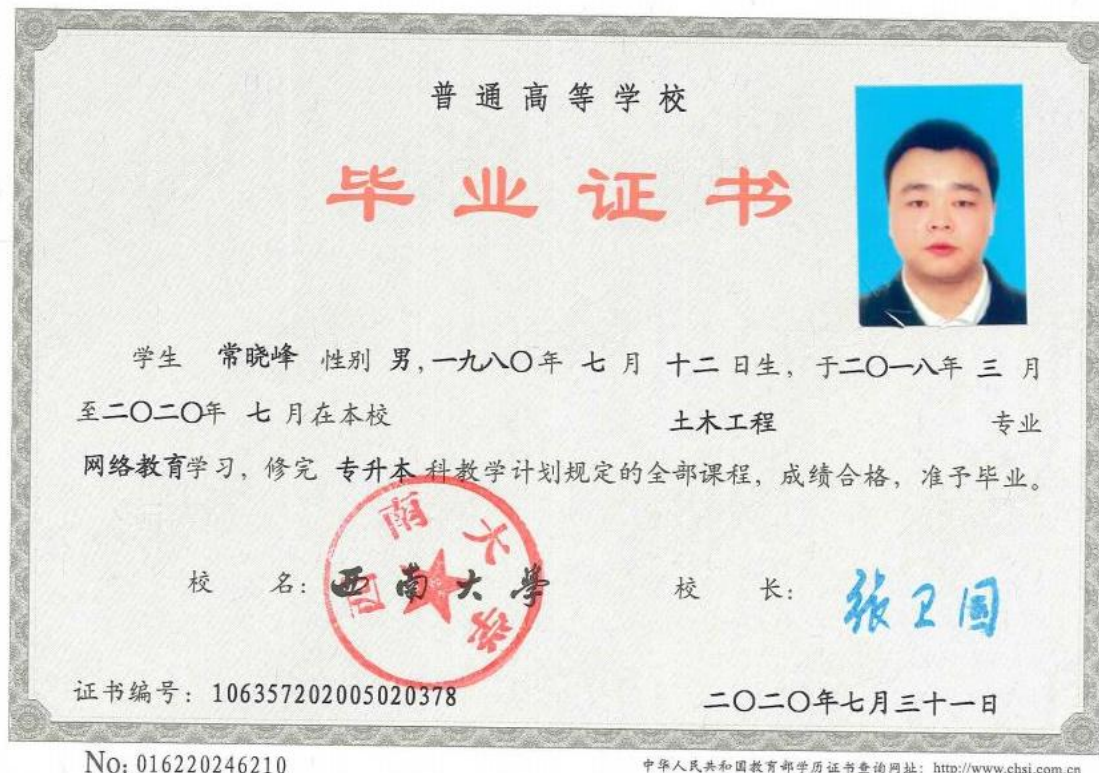 普通高等学校
毕业证书
学生 常晓峰 性别 男，一九八〇年 七 月 十二 日生，于二〇一八年 三 月
至二〇二〇年 七 月在本校 土木工程 专业
网络教育学习，修完 专升本 科教学计划规定的全部课程，成绩合格，准予毕业。
校 名：西南大学 校 长：张卫国
西南大学
证书编号：106357202005020378 二〇二〇年七月三十一日
No: 016220246210 中华人民共和国教育部学历证书查询网址：http://www.chsi.com.cn